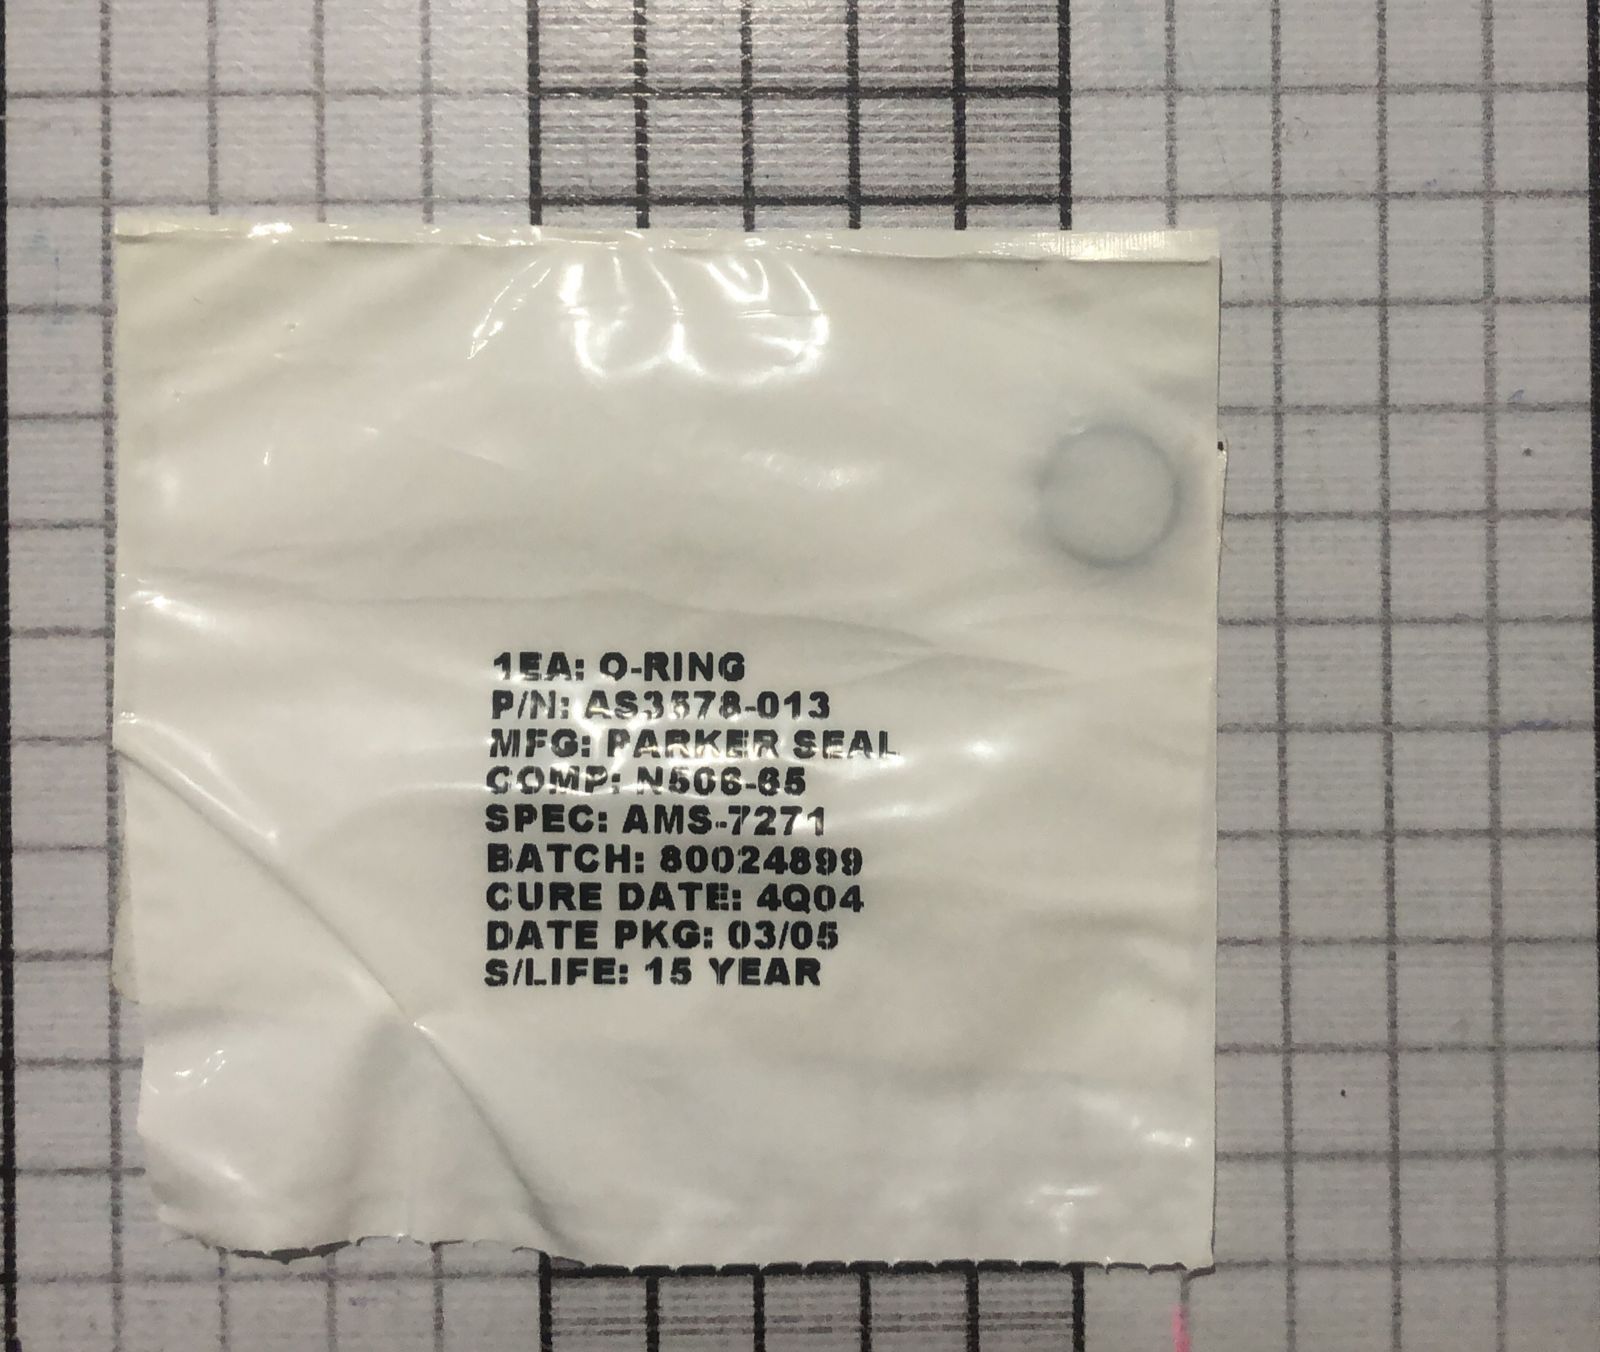 1EA: O-RING
P/N: AS3578-013
MFG: PARKER SEAL
COMP: N506-65
SPEC: AMS-7271
BATCH: 80024899
CURE DATE: 4Q04
DATE PKG: 03/05
S/LIFE: 15 YEAR